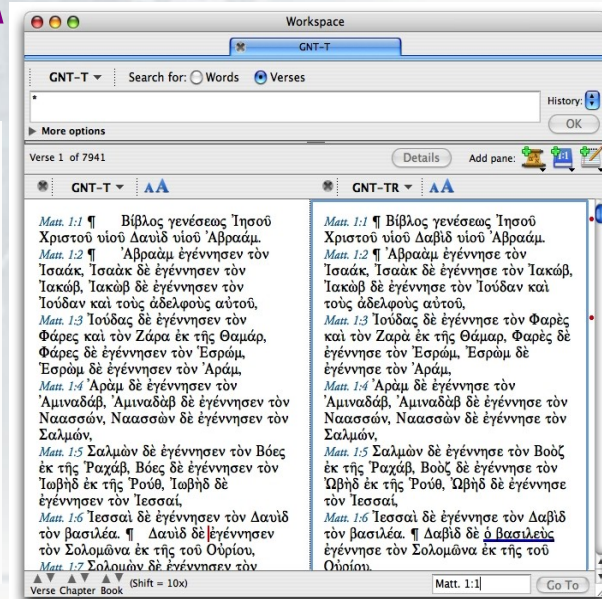 Workspace
GNT-T
GNT-T
Search for: Words Verses
*
History:
OK
More options
Verse 1 of 7941
Details
Add pane:
GNT-T AA
Matt. 1:1 ¶ Βίβλος γενέσεως Ἰησοῦ
Χριστοῦ υἱοῦ Δαυὶδ υἱοῦ Ἀβραάμ.
Matt. 1:2 ¶ Ἀβραὰμ ἐγέννησεν τὸν
Ἰσαάκ, Ἰσαὰκ δὲ ἐγέννησεν τὸν
Ἰακώβ, Ἰακὼβ δὲ ἐγέννησεν τὸν
Ἰούδαν καὶ τοὺς ἀδελφοὺς αὐτοῦ,
Matt. 1:3 Ἰούδας δὲ ἐγέννησεν τὸν
Φάρες καὶ τὸν Ζάρα ἐκ τῆς Θαμάρ,
Φάρες δὲ ἐγέννησεν τὸν Ἑσρώμ,
Ἑσρὼμ δὲ ἐγέννησεν τὸν Ἀράμ,
Matt. 1:4 Ἀρὰμ δὲ ἐγέννησεν τὸν
Ἀμιναδάβ, Ἀμιναδὰβ δὲ ἐγέννησεν τὸν
Ναασσών, Ναασσὼν δὲ ἐγέννησεν τὸν
Σαλμών,
Matt. 1:5 Σαλμὼν δὲ ἐγέννησεν τὸν Βόες
ἐκ τῆς Ῥαχάβ, Βόες δὲ ἐγέννησεν τὸν
Ἰωβὴδ ἐκ τῆς Ῥούθ, Ἰωβὴδ δὲ
ἐγέννησεν τὸν Ἰεσσαί,
Matt. 1:6 Ἰεσσαὶ δὲ ἐγέννησεν τὸν Δαυὶδ
τὸν βασιλέα. ¶ Δαυὶδ δὲ ἐγέννησεν
τὸν Σολομῶνα ἐκ τῆς τοῦ Οὐρίου,
Matt. 1:7 Σολομὼν δὲ ἐγέννησεν τὸν
GNT-TR AA
Matt. 1:1 ¶ Βίβλος γενέσεως Ἰησοῦ
Χριστοῦ υἱοῦ Δαβὶδ υἱοῦ Ἀβραάμ.
Matt. 1:2 ¶ Ἀβραὰμ ἐγέννησε τὸν
Ἰσαάκ, Ἰσαὰκ δὲ ἐγέννησε τὸν Ἰακώβ,
Ἰακὼβ δὲ ἐγέννησε τὸν Ἰούδαν καὶ
τοὺς ἀδελφοὺς αὐτοῦ,
Matt. 1:3 Ἰούδας δὲ ἐγέννησε τὸν Φαρὲς
καὶ τὸν Ζαρὰ ἐκ τῆς Θάμαρ, Φαρὲς δὲ
ἐγέννησε τὸν Ἑσρώμ, Ἑσρὼμ δὲ
ἐγέννησε τὸν Ἀράμ,
Matt. 1:4 Ἀρὰμ δὲ ἐγέννησε τὸν
Ἀμιναδάβ, Ἀμιναδὰβ δὲ ἐγέννησε τὸν
Ναασσών, Ναασσὼν δὲ ἐγέννησε τὸν
Σαλμών,
Matt. 1:5 Σαλμὼν δὲ ἐγέννησε τὸν Βοὸζ
ἐκ τῆς Ῥαχάβ, Βοὸζ δὲ ἐγέννησε τὸν
Ὠβὴδ ἐκ τῆς Ῥούθ, Ὠβὴδ δὲ ἐγέννησε
τὸν Ἰεσσαί,
Matt. 1:6 Ἰεσσαὶ δὲ ἐγέννησε τὸν Δαβὶδ
τὸν βασιλέα. ¶ Δαβὶδ δὲ ὁ βασιλεὺς
ἐγέννησε τὸν Σολομῶνα ἐκ τῆς τοῦ
Οὐρίου,
Verse Chapter Book (Shift = 10x)
Matt. 1:1
Go To